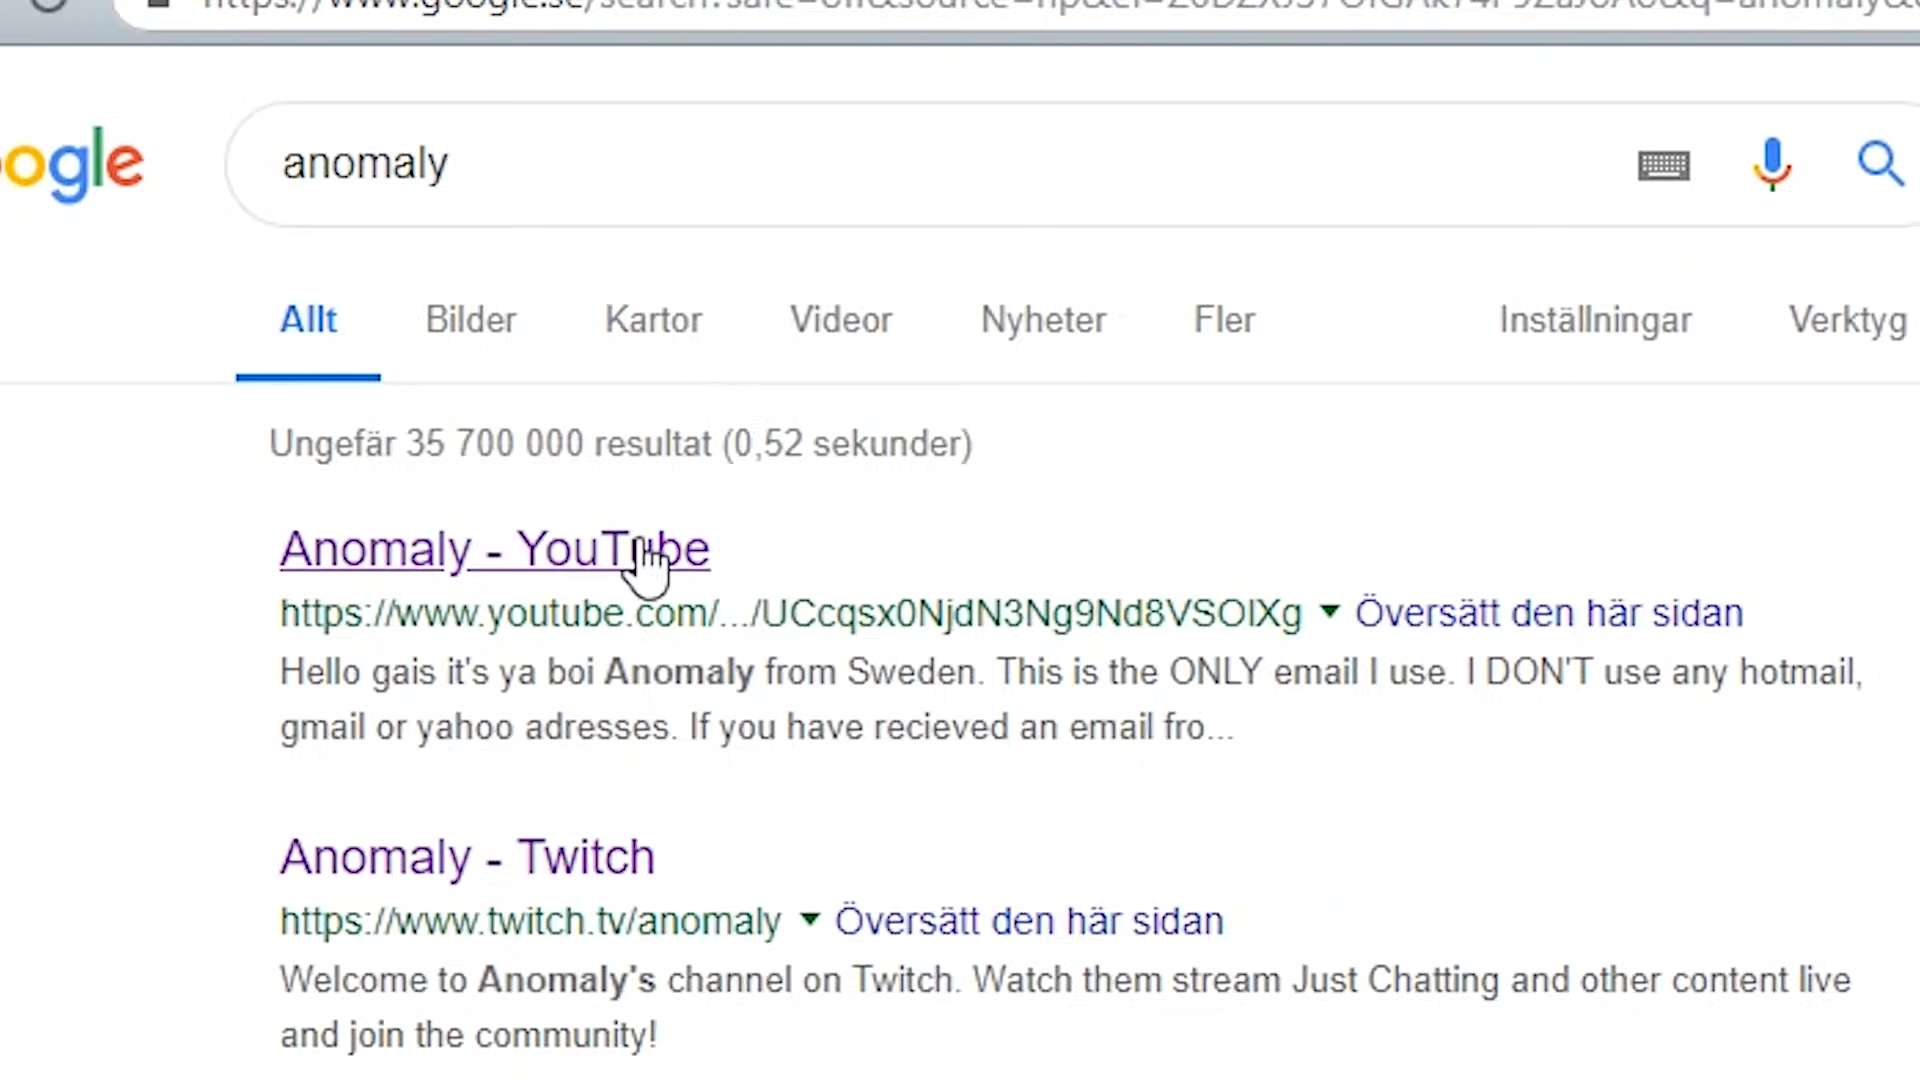 anomaly
Allt Bilder Kartor Videor Nyheter Fler Inställningar Verktyg
Ungefär 35 700 000 resultat (0,52 sekunder)
Anomaly - YouTube
https://www.youtube.com/.../UCcqsx0NjdN3Ng9Nd8VSOIXg ▼ Översätt den här sidan
Hello gais it's ya boi Anomaly from Sweden. This is the ONLY email I use. I DON'T use any hotmail,
gmail or yahoo adresses. If you have recieved an email fro...
Anomaly - Twitch
https://www.twitch.tv/anomaly ▼ Översätt den här sidan
Welcome to Anomaly's channel on Twitch. Watch them stream Just Chatting and other content live
and join the community!